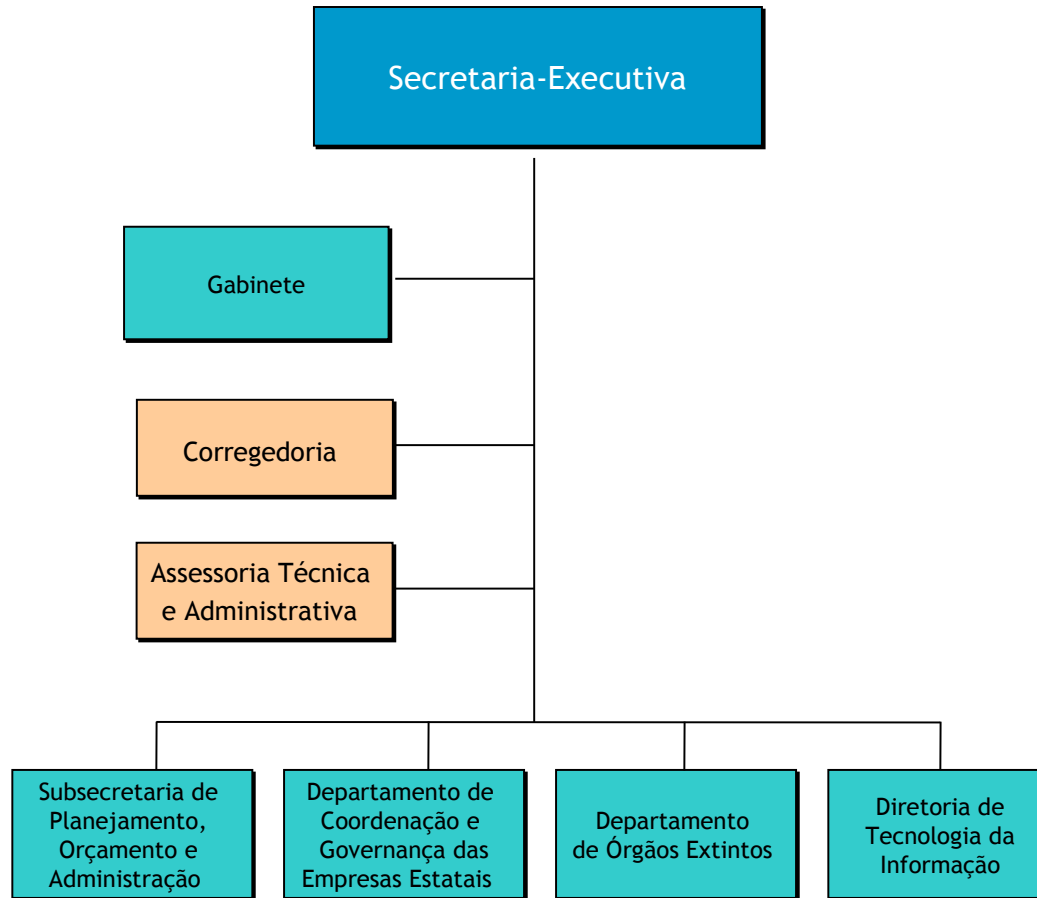 Secretaria-Executiva
Gabinete
Corregedoria
Assessoria Técnica
e Administrativa
Subsecretaria de
Planejamento,
Orçamento e
Administração
Departamento de
Coordenação e
Governança das
Empresas Estatais
Departamento
de Órgãos Extintos
Diretoria de
Tecnologia da
Informação